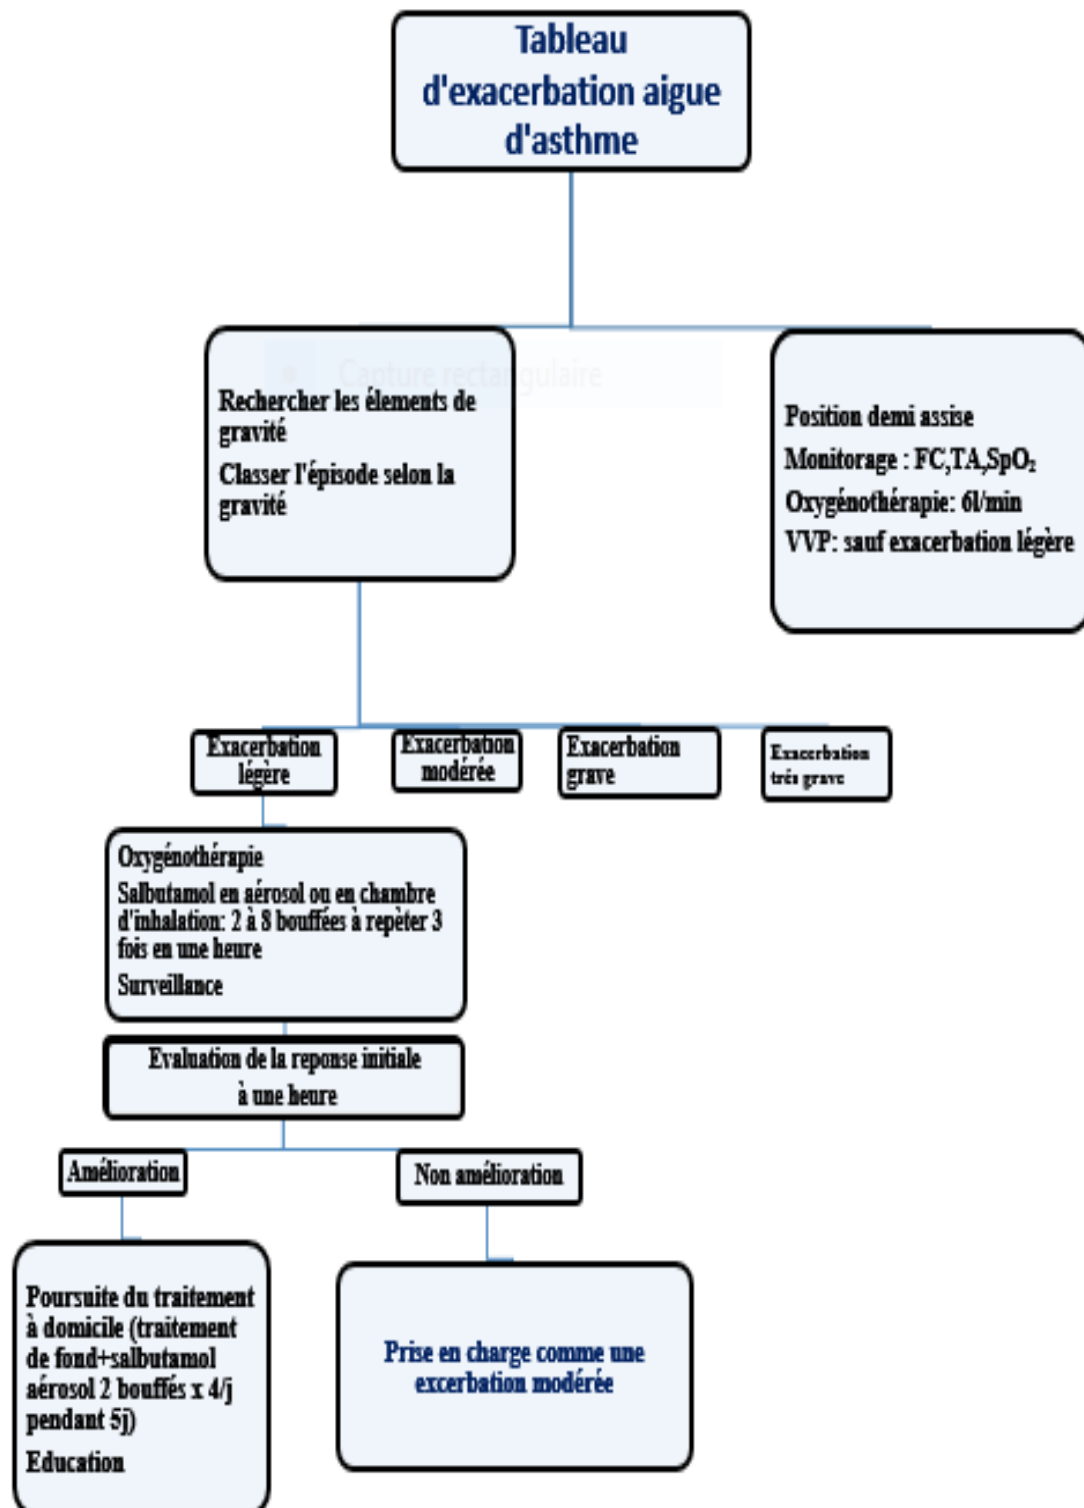 Tableau
d'exacerbation aigue
d'asthme
Capture rectangulaire
Rechercher les élements de
gravité
Classer l'épisode selon la
gravité
Position demi assise
Monitorage : FC,TA,SpO₂
Oxygénothérapie: 6l/min
VVP: sauf exacerbation légère
Exacerbation
légère
Exacerbation
modérée
Exacerbation
grave
Exacerbation
trés grave
Oxygénothérapie
Salbutamol en aérosol ou en chambre
d'inhalation: 2 à 8 bouffées à repèter 3
fois en une heure
Surveillance
Evaluation de la reponse initiale
à une heure
Amélioration
Non amélioration
Poursuite du traitement
à domicile (traitement
de fond+salbutamol
aérosol 2 bouffés x 4/j
pendant 5j)
Education
Prise en charge comme une
excerbation modérée